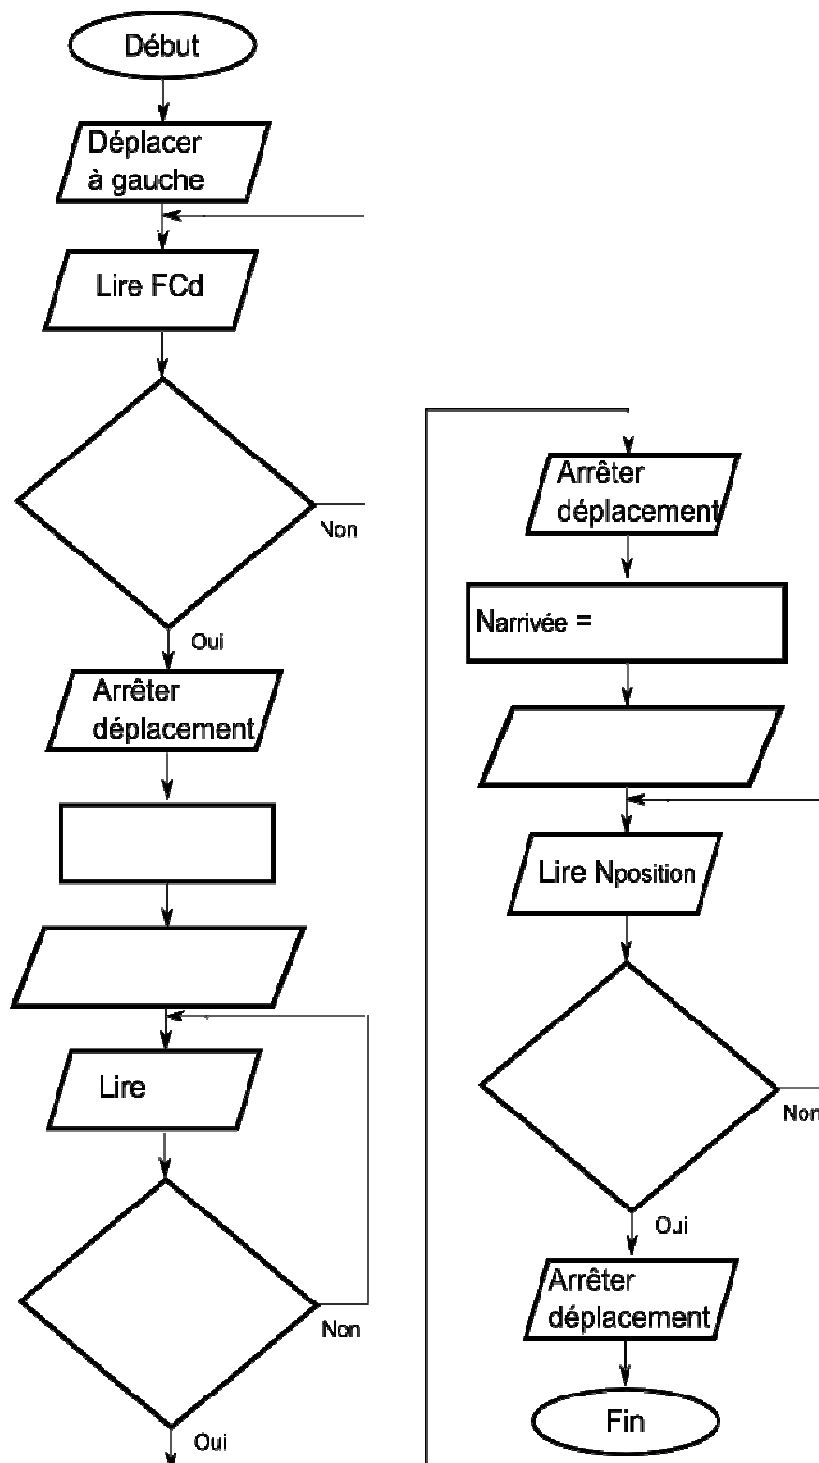 Début
Déplacer
à gauche
Lire FCd
Non
Oui
Arrêter
déplacement
Lire
Non
Oui
Arrêter
déplacement
Narrivée =
Lire Nposition
Non
Oui
Arrêter
déplacement
Fin